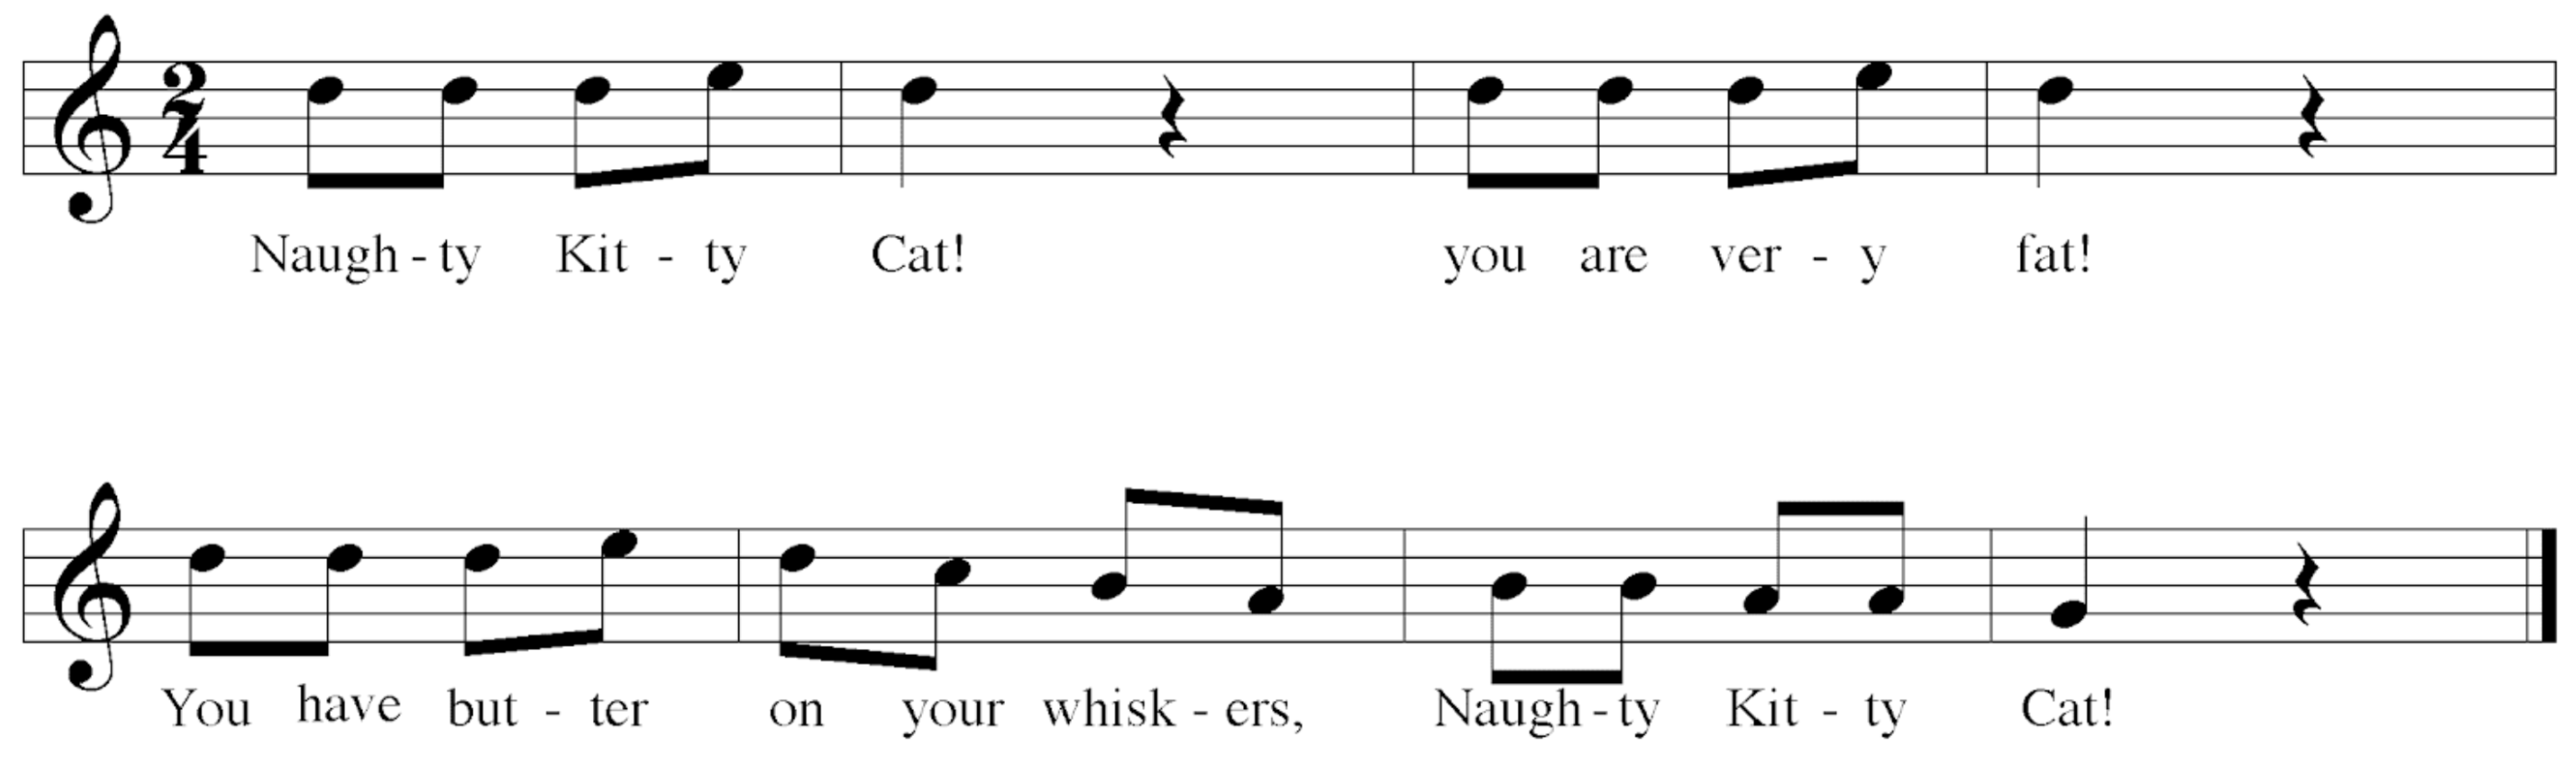 2
4
Naugh - ty Kit - ty Cat! you are ver - y fat!
You have but - ter on your whisk - ers, Naugh - ty Kit - ty Cat!